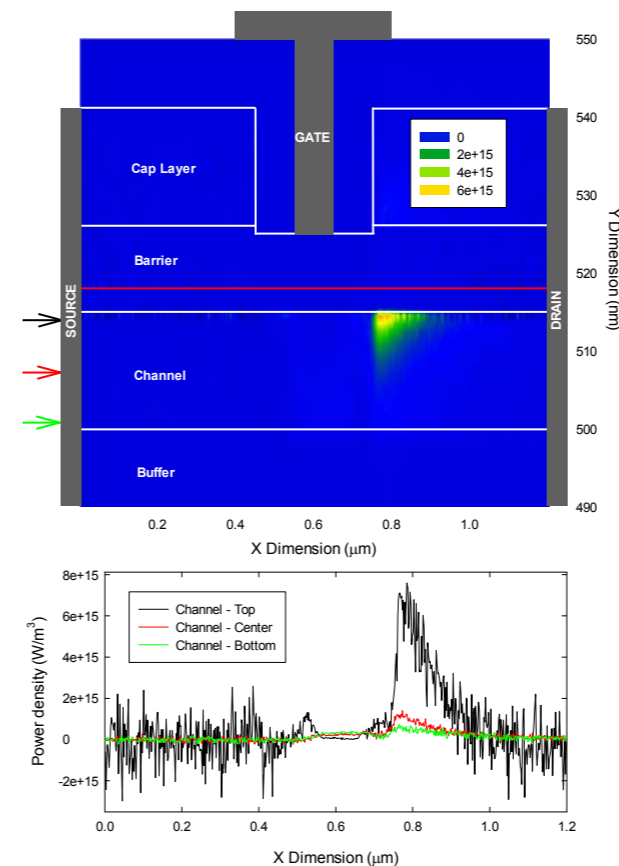 550
540
530
520
510
500
490
Y Dimension (nm)
GATE
0
2e+15
4e+15
6e+15
Cap Layer
Barrier
SOURCE
DRAIN
Channel
Buffer
0.2 0.4 0.6 0.8 1.0
X Dimension (μm)
8e+15
6e+15
4e+15
2e+15
0
-2e+15
Power density (W/m³)
Channel - Top
Channel - Center
Channel - Bottom
0.0 0.2 0.4 0.6 0.8 1.0 1.2
X Dimension (μm)